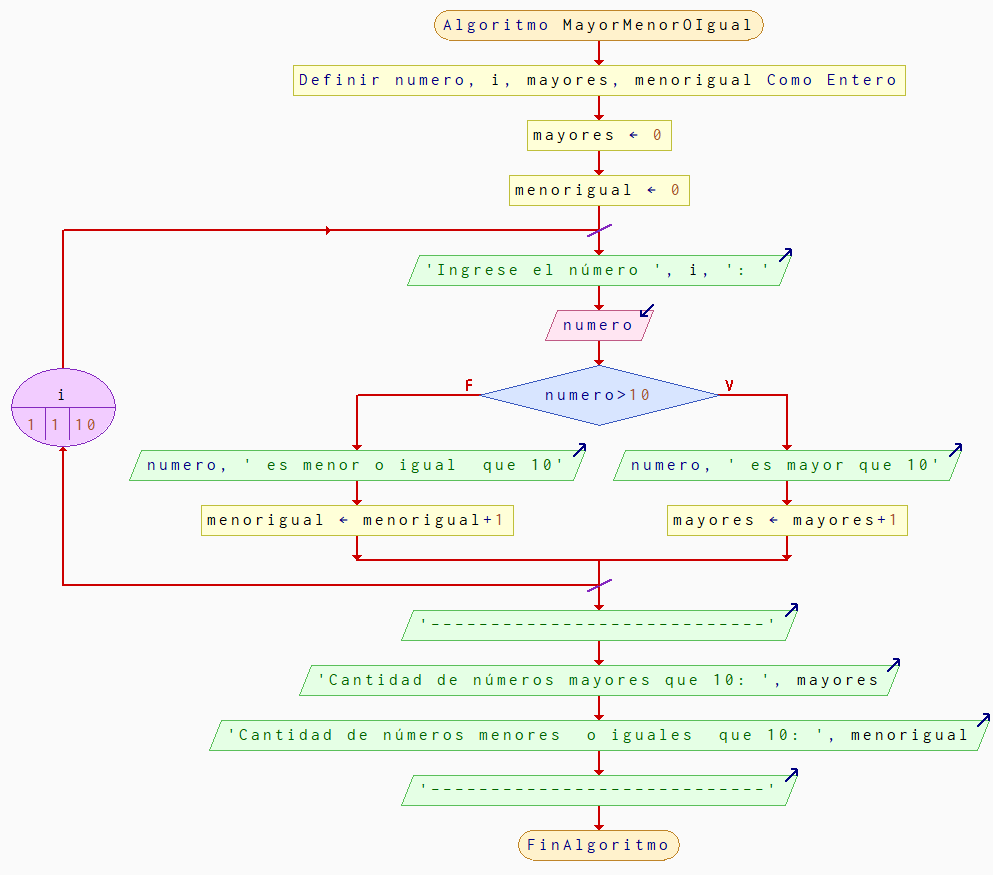 Algoritmo MayorMenorOIgual
Definir numero, i, mayores, menorigual Como Entero
mayores ← 0
menorigual ← 0
'Ingrese el número ', i, ': '
numero
numero>10
F
V
i
1 1 10
numero, ' es menor o igual  que 10'
numero, ' es mayor que 10'
menorigual ← menorigual+1
mayores ← mayores+1
'----------------------------'
'Cantidad de números mayores que 10: ', mayores
'Cantidad de números menores  o iguales  que 10: ', menorigual
'----------------------------'
FinAlgoritmo